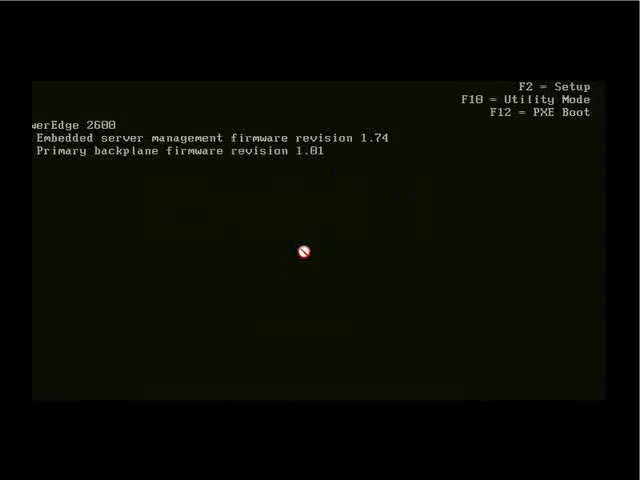 F2 = Setup
F10 = Utility Mode
F12 = PXE Boot
werEdge 2600
Embedded server management firmware revision 1.74
Primary backplane firmware revision 1.01